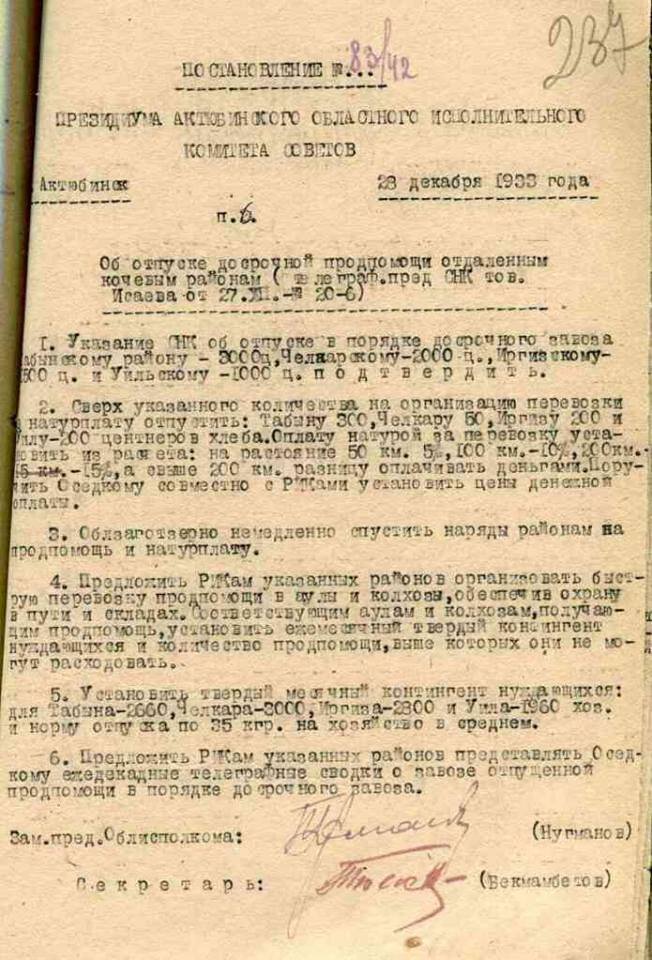 237
ПОСТАНОВЛЕНИЕ №... 83/42
ПРЕЗИДИУМА АКТЮБИНСКОГО ОБЛАСТНОГО ИСПОЛНИТЕЛЬНОГО
КОМИТЕТА СОВЕТОВ
Актюбинск 28 декабря 1933 года
п.6.
Об отпуске досрочной продпомощи отдаленным
кочевым районам ( телеграф.пред СНК тов.
Исаева от 27.XII.-№ 20-6)
1. Указание СНК об отпуске в порядке досрочного завоза
абынскому району - 3000ц,Челкарскому-2000 ц.,Иргизскому-
500 ц. и Уильскому -1000 ц. п о д т в е р д и т ь.
2. Сверх указанного количества на организацию перевозки
натурплату отпустить: Табыну 300,Челкару 50,Иргизу 200 и
Уилу-200 центнеров хлеба.Оплату натурой за перевозку уста-
новить из расчета: на растояние 50 км. 5%,100 км.-10%,200км.-
15 км.-15%,а свыше 200 км. разницу оплачивать деньгами.Пору-
ить Оседкому совместно с РИКами установить цены денежной
оплаты.
3. Облзаготзерно немедленно спустить наряды районам на
продпомощь и натурплату.
4. Предложить РИКам указанных районов организовать быст-
рую перевозку продпомощи в аулы и колхозы,обеспечив охрану
в пути и складах.Соответствующим аулам и колхозам,получаю-
щим продпомощь,установить ежемесячный твердый контингент
нуждающихся и количество продпомощи,выше которых они не мо-
гут расходовать.
5. Установить твердый месячный контингент нуждающихся:
для Табына-2660,Челкара-3000,Иргиза-2300 и Уила-1960 хоз.
и норму отпуска по 35 кгр. на хозяйство в среднем.
6. Предложить РИКам указанных районов представлять Осед-
кому ежедекадные телеграфные сводки о завозе отпущенной
продпомощи в порядке досрочного завоза.
Зам.пред.Облисполкома: (Нугманов)
С е к р е т а р ь: (Бекмамбетов)